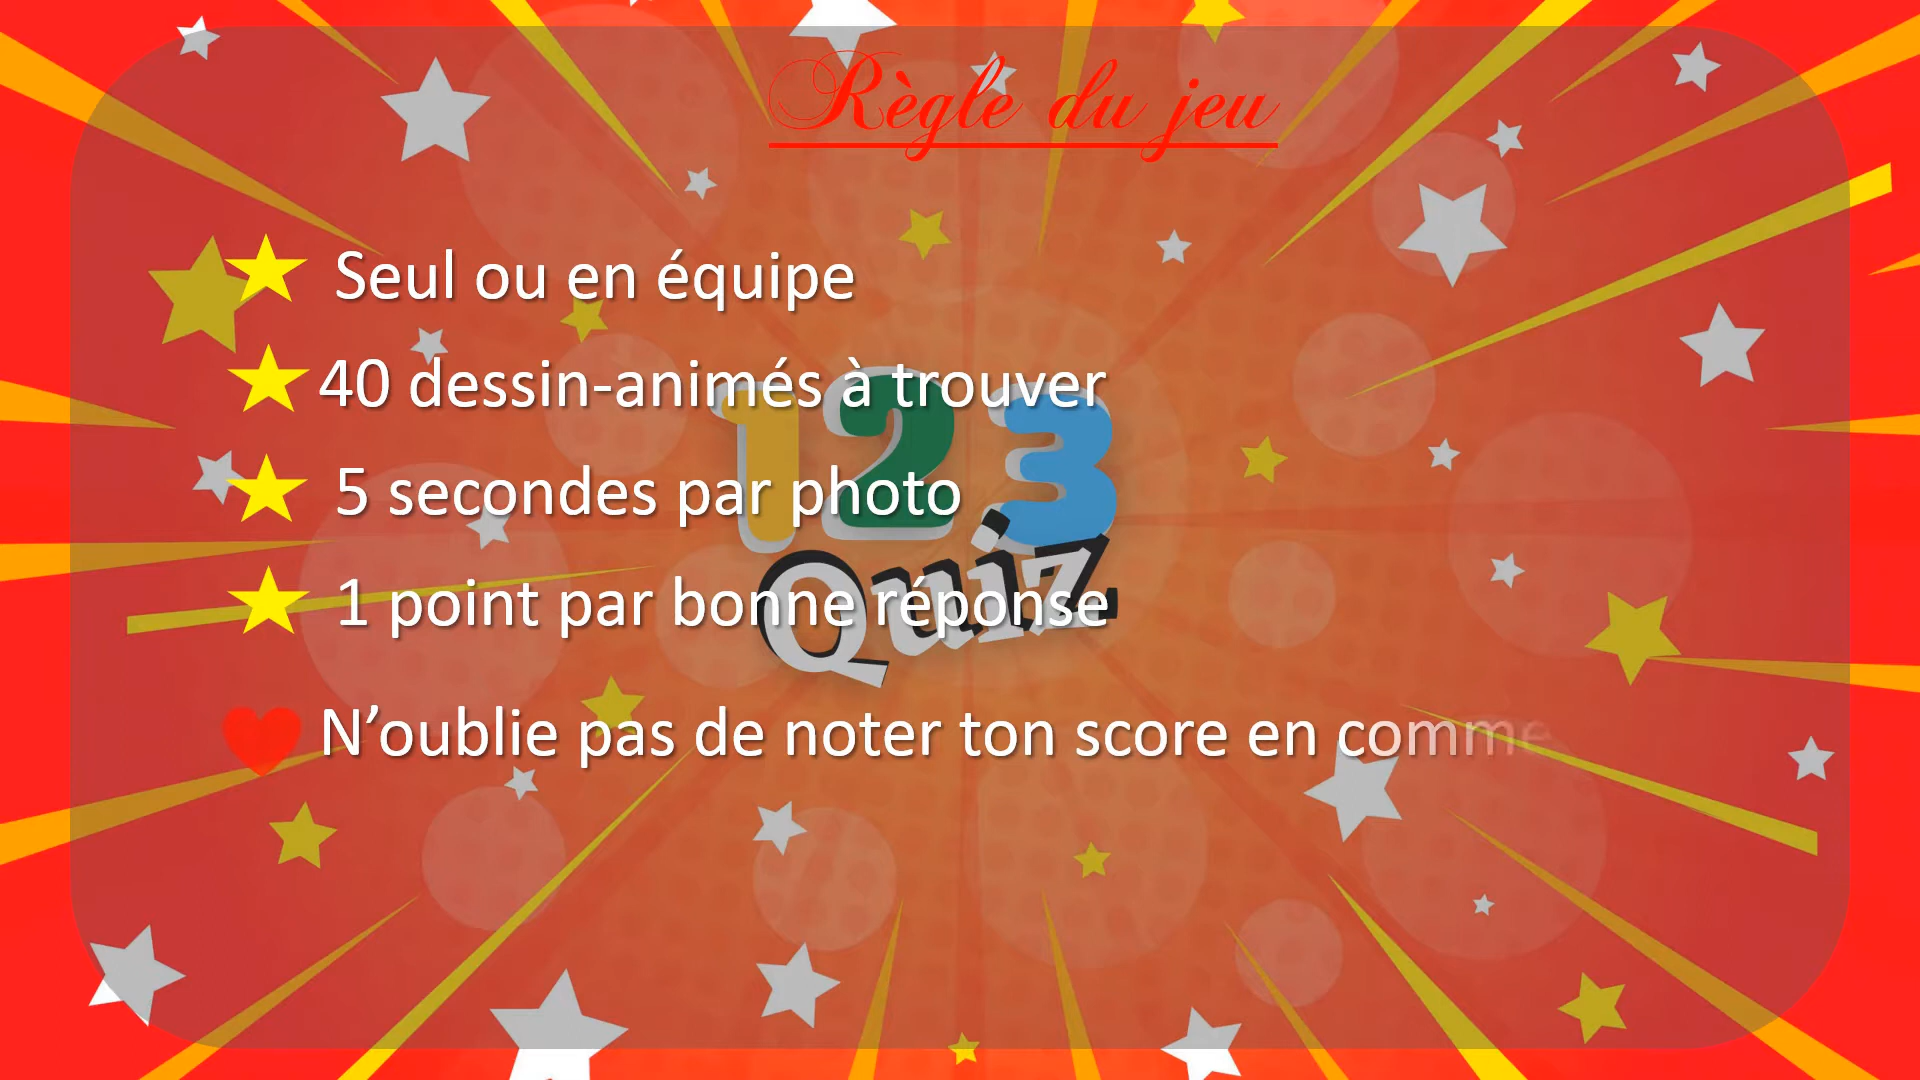 Règle du jeu
Seul ou en équipe
40 dessin-animés à trouver
5 secondes par photo
1 point par bonne réponse
N’oublie pas de noter ton score en comme
123
Quiz